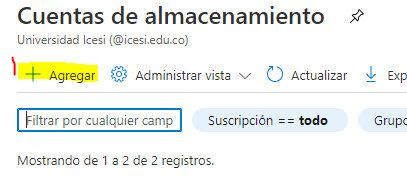 Cuentas de almacenamiento
Universidad Icesi (@icesi.edu.co)
Agregar Administrar vista Actualizar Exp
Filtrar por cualquier camp Suscripción == todo Grupo
Mostrando de 1 a 2 de 2 registros.